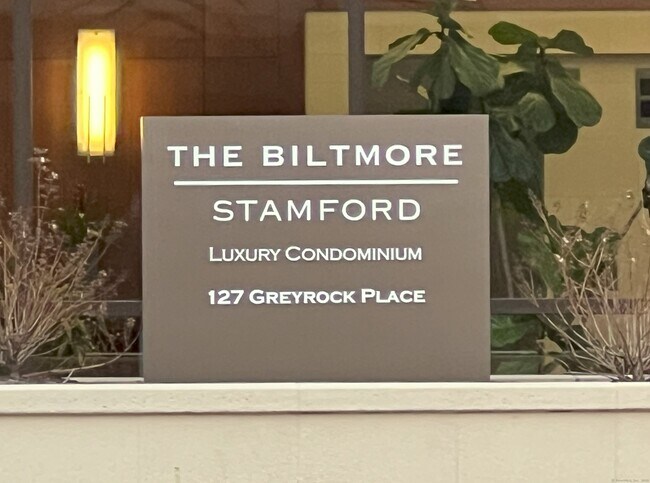 THE BILTMORE
STAMFORD
LUXURY CONDOMINIUM
127 GREYROCK PLACE